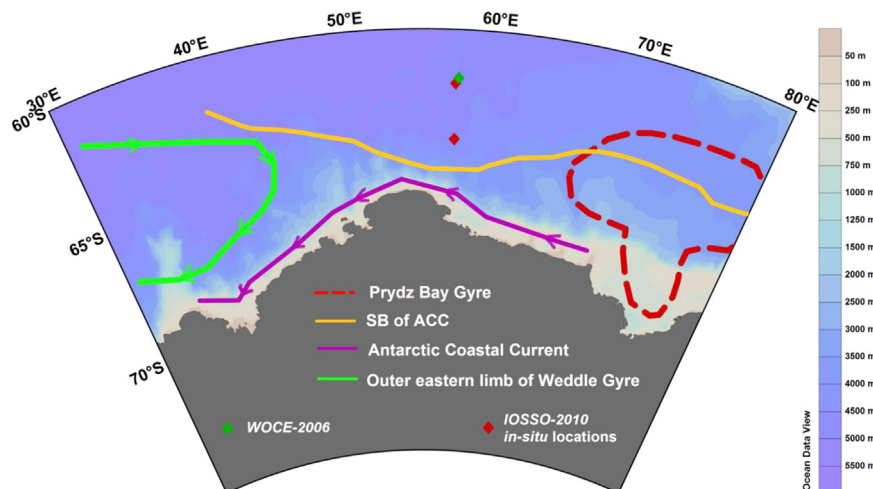 50°E
60°E
40°E
70°E
30°E
80°E
60°S
65°S
70°S
50 m
100 m
250 m
500 m
750 m
1000 m
1250 m
1500 m
2000 m
2500 m
3000 m
3500 m
4000 m
4500 m
5000 m
5500 m
Ocean Data View
Prydz Bay Gyre
SB of ACC
Antarctic Coastal Current
Outer eastern limb of Weddle Gyre
WOCE-2006
IOSSO-2010
in-situ locations